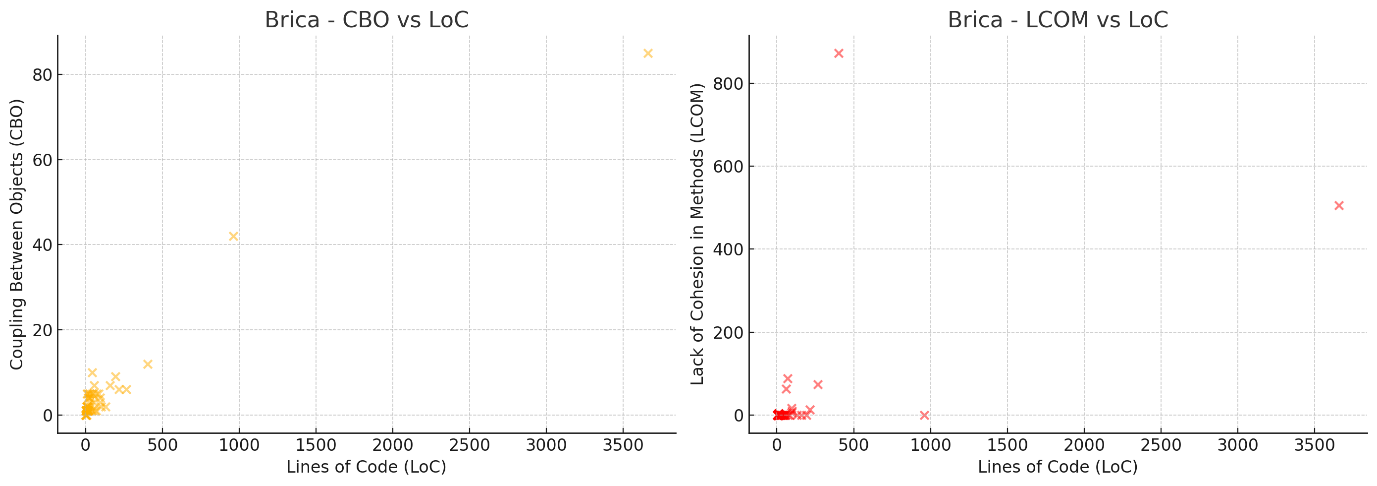 Brica - CBO vs LoC
Coupling Between Objects (CBO)
80
60
40
20
0
0 500 1000 1500 2000 2500 3000 3500
Lines of Code (LoC)
Brica - LCOM vs LoC
Lack of Cohesion in Methods (LCOM)
800
600
400
200
0
0 500 1000 1500 2000 2500 3000 3500
Lines of Code (LoC)